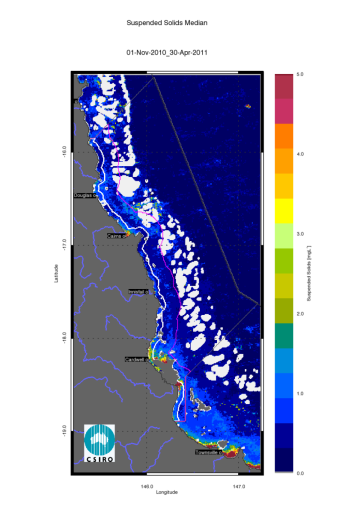 Suspended Solids Median
01-Nov-2010_30-Apr-2011
5.0
4.0
-16.0
Douglas
Cairns
3.0
-17.0
Suspended Solids [mgL⁻¹]
Latitude
2.0
-18.0
Cardwell
1.0
-19.0
CSIRO
Townsville
0.0
146.0
147.0
Longitude